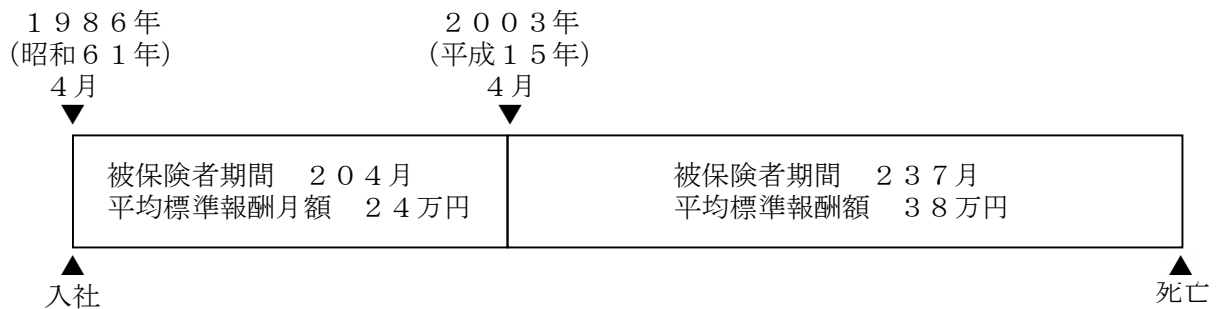 １９８６年
（昭和６１年）
４月
２００３年
（平成１５年）
４月
▼
▼
被保険者期間　２０４月
平均標準報酬月額　２４万円
被保険者期間　２３７月
平均標準報酬額　３８万円
▲
入社
▲
死亡